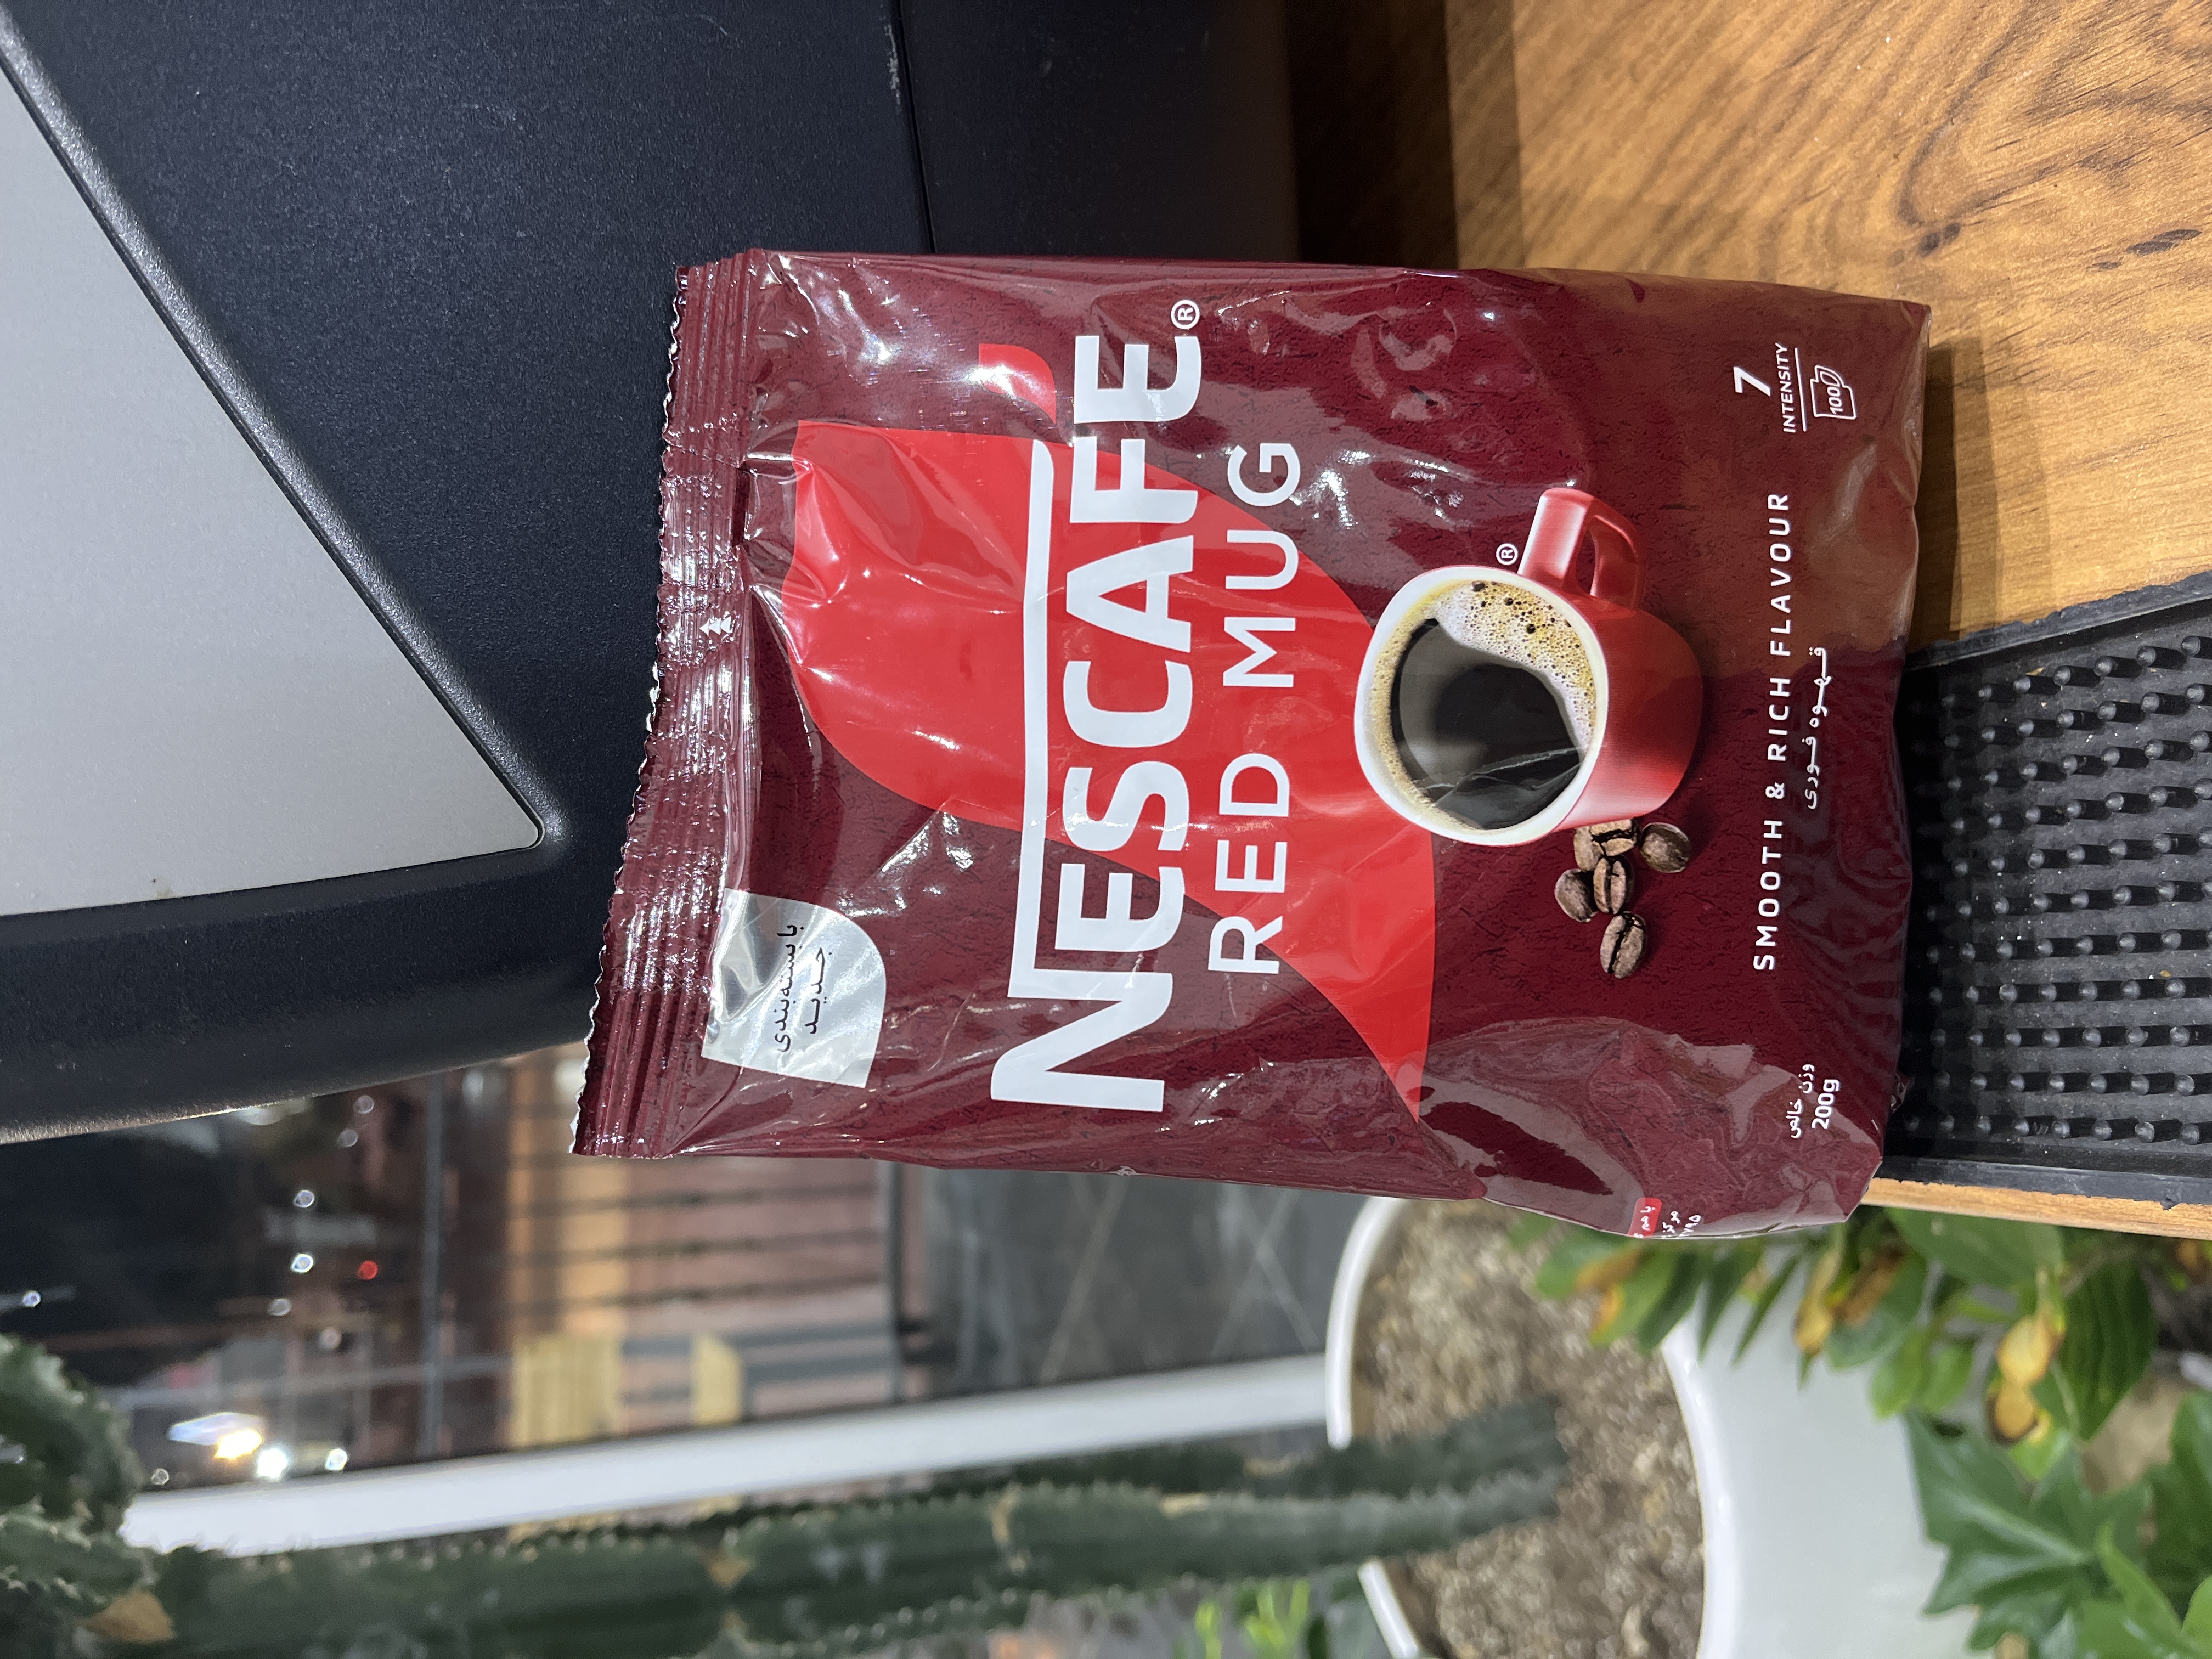 با بسته‌بندی
جدید
NESCAFÉ®
RED MUG
®
7
INTENSITY
100
SMOOTH & RICH FLAVOUR
قهوه فوری
وزن خالص
200g